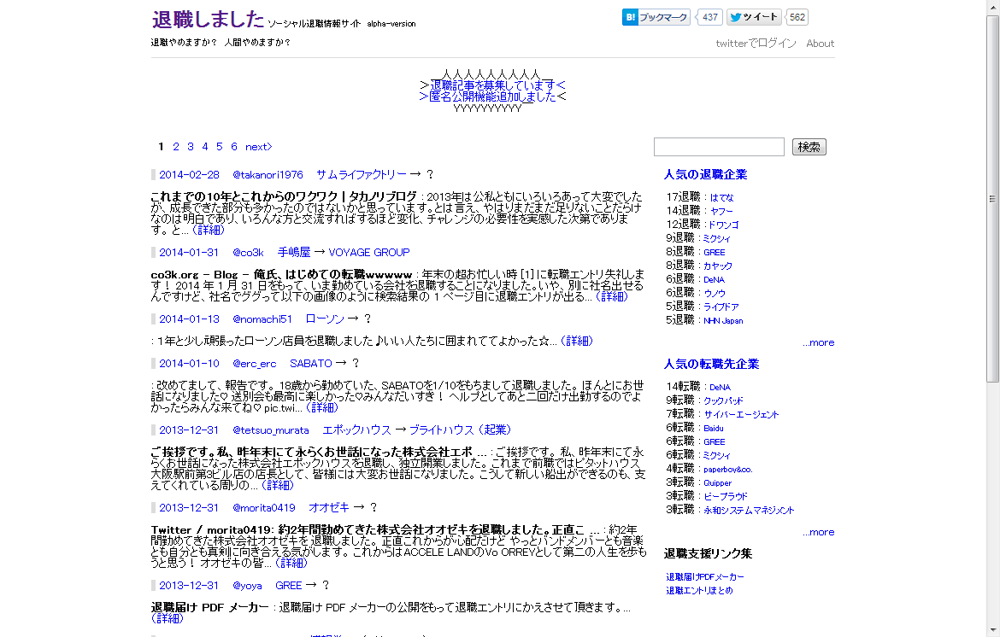 退職しました ソーシャル退職情報サイト alpha-version
B! ブックマーク 437 ツイート 562
退職やめますか？ 人間やめますか？
twitterでログイン About
＿人人人人人人人人人＿
＞退職記事を募集しています＜
＞匿名公開機能追加しました＜
￣YYYYYYYYYY￣
1 2 3 4 5 6 next>
検索
2014-02-28 @takanori1976 サムライファクトリー → ？
これまでの10年とこれからのワクワク | タカノリブログ : 2013年は公私ともにいろいろあって大変でした
が、成長できた部分も多かったのではないかと思っています。とは言え、やはりまだまだ足りないことだらけ
なのは明白であり、いろんな方と交流すればするほど変化、チャレンジの必要性を実感した次第でありま
す。 と... (詳細)
2014-01-31 @co3k 手嶋屋 → VOYAGE GROUP
co3k.org - Blog - 俺氏、はじめての転職wwwww : 年末の超お忙しい時 [1] に転職エントリ失礼しま
す！ 2014 年 1 月 31 日をもって、いま勤めている会社を退職することになりました。いや、別に社名出せる
んですけど、社名でググって以下の画像のように検索結果の 1 ページ目に退職エントリが出る... (詳細)
2014-01-13 @nomachi51 ローソン → ？
: １年と少し頑張ったローソン店員を退職しました♪いい人たちに囲まれててよかった☆... (詳細)
2014-01-10 @erc_erc SABATO → ？
: 改めてまして、報告です。 18歳から勤めていた、SABATOを1/10をもちまして退職しました。 ほんとにお世
話になりました♡ 送別会も最高に楽しかった♡みんなだいすき！ ヘルプとしてあと二回だけ出勤するのでよ
かったらみんな来てね♡ pic.twi... (詳細)
2013-12-31 @tetsuo_murata エポックハウス → ブライトハウス （起業）
ご挨拶です。私、昨年末にて永らくお世話になった株式会社エポ ... : ご挨拶です。 私、昨年末にて永
らくお世話になった株式会社エポックハウスを退職し、独立開業しました。 これまで前職ではピタットハウス
大阪駅前第3ビル店の店長として、皆様には大変お世話になりました。 こうして新しい船出ができるのも、支
えてくれている周りの... (詳細)
2013-12-31 @morita0419 オオゼキ → ？
Twitter / morita0419: 約2年間勤めてきた株式会社オオゼキを退職しました。正直こ ... : 約2年
間勤めてきた株式会社オオゼキを 退職しました。 正直これからが心配だけど やっとバンドメンバーとも音楽
とも自分とも真剣に向き合える気がします。 これからはACCELE LANDのVo ORREYとして第二の人生を歩も
うと思う！ オオゼキの皆... (詳細)
2013-12-31 @yoya GREE → ？
退職届け PDF メーカー : 退職届け PDF メーカーの公開をもって退職エントリにかえさせて頂きます。...
(詳細)
人気の退職企業
17退職 : はてな
14退職 : ヤフー
12退職 : ドワンゴ
9退職 : ミクシィ
8退職 : GREE
8退職 : カヤック
6退職 : DeNA
6退職 : ウノウ
5退職 : ライブドア
5退職 : NHN Japan
...more
人気の転職先企業
14転職 : DeNA
9転職 : クックパッド
7転職 : サイバーエージェント
6転職 : Baidu
6転職 : GREE
6転職 : ミクシィ
4転職 : paperboy&co.
3転職 : Quipper
3転職 : ビープラウド
3転職 : 永和システムマネジメント
...more
退職支援リンク集
退職届けPDFメーカー
退職エントリまとめ